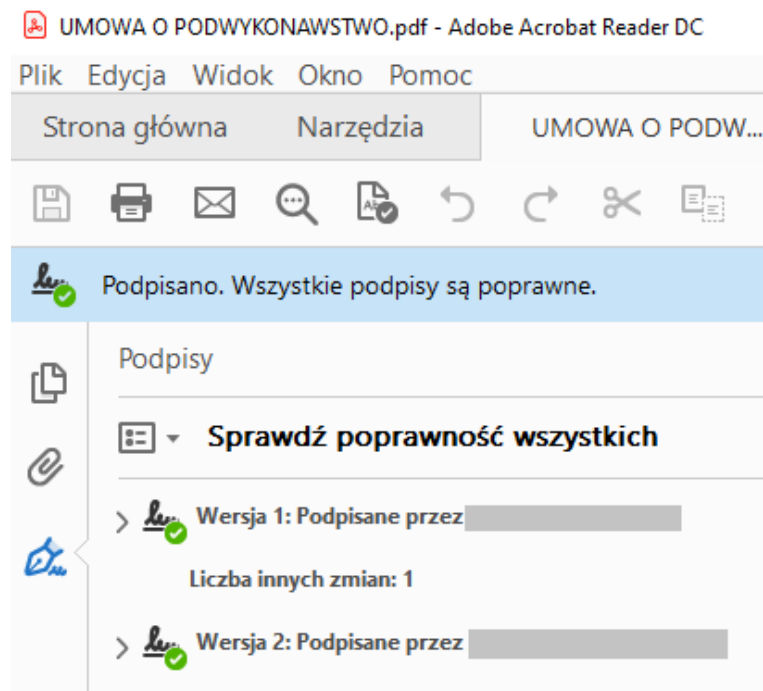 UMOWA O PODWYKONAWSTWO.pdf - Adobe Acrobat Reader DC
Plik Edycja Widok Okno Pomoc
Strona główna Narzędzia UMOWA O PODW...
Podpisano. Wszystkie podpisy są poprawne.
Podpisy
Sprawdź poprawność wszystkich
Wersja 1: Podpisane przez
Liczba innych zmian: 1
Wersja 2: Podpisane przez